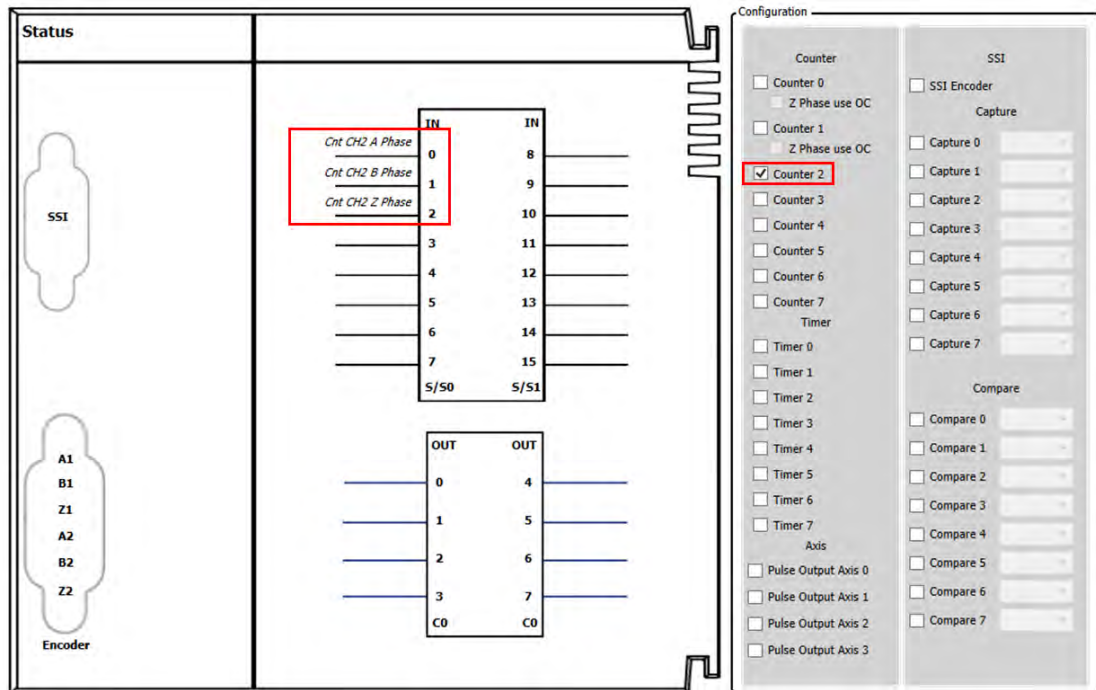 Status
SSI
A1
B1
Z1
A2
B2
Z2
Encoder
IN IN
Cnt CH2 A Phase
0 8
Cnt CH2 B Phase
1 9
Cnt CH2 Z Phase
2 10
3 11
4 12
5 13
6 14
7 15
S/S0 S/S1
OUT OUT
0 4
1 5
2 6
3 7
C0 C0
Configuration
Counter
Counter 0
Z Phase use OC
Counter 1
Z Phase use OC
Counter 2
Counter 3
Counter 4
Counter 5
Counter 6
Counter 7
Timer
Timer 0
Timer 1
Timer 2
Timer 3
Timer 4
Timer 5
Timer 6
Timer 7
Axis
Pulse Output Axis 0
Pulse Output Axis 1
Pulse Output Axis 2
Pulse Output Axis 3
SSI
SSI Encoder
Capture
Capture 0
Capture 1
Capture 2
Capture 3
Capture 4
Capture 5
Capture 6
Capture 7
Compare
Compare 0
Compare 1
Compare 2
Compare 3
Compare 4
Compare 5
Compare 6
Compare 7